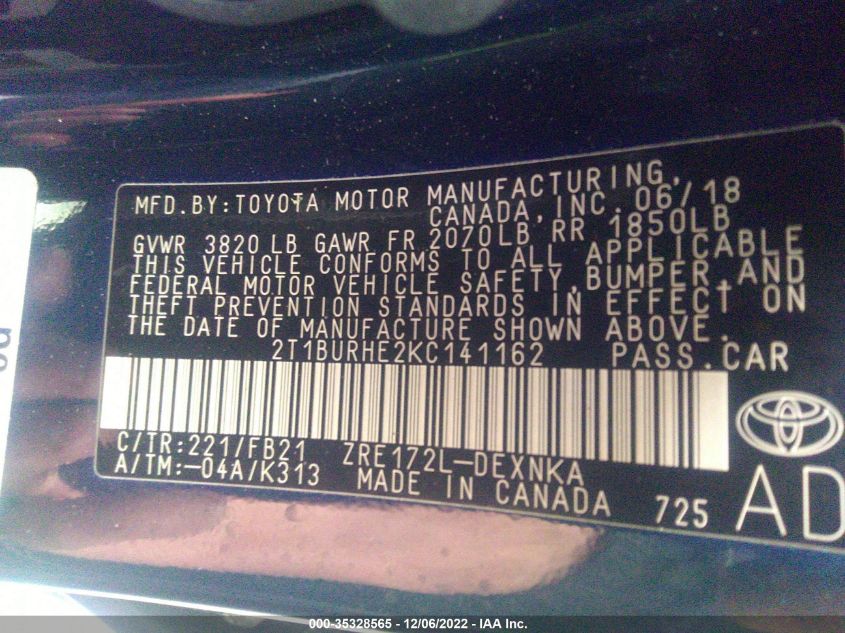 MFD.BY:TOYOTA MOTOR MANUFACTURING,
CANADA,INC.06/18
GVWR 3820 LB GAWR FR 2070LB RR 1850LB
THIS VEHICLE CONFORMS TO ALL APPLICABLE
FEDERAL MOTOR VEHICLE SAFETY,BUMPER,AND
THEFT PREVENTION STANDARDS IN EFFECT ON
THE DATE OF MANUFACTURE SHOWN ABOVE.
2T1BURHE2KC141162 PASS.CAR
C/TR:221/FB21 ZRE172L-DEXNKA
A/TM:-04A/K313 MADE IN CANADA 725
AD
000-35328565 - 12/06/2022 - IAA Inc.